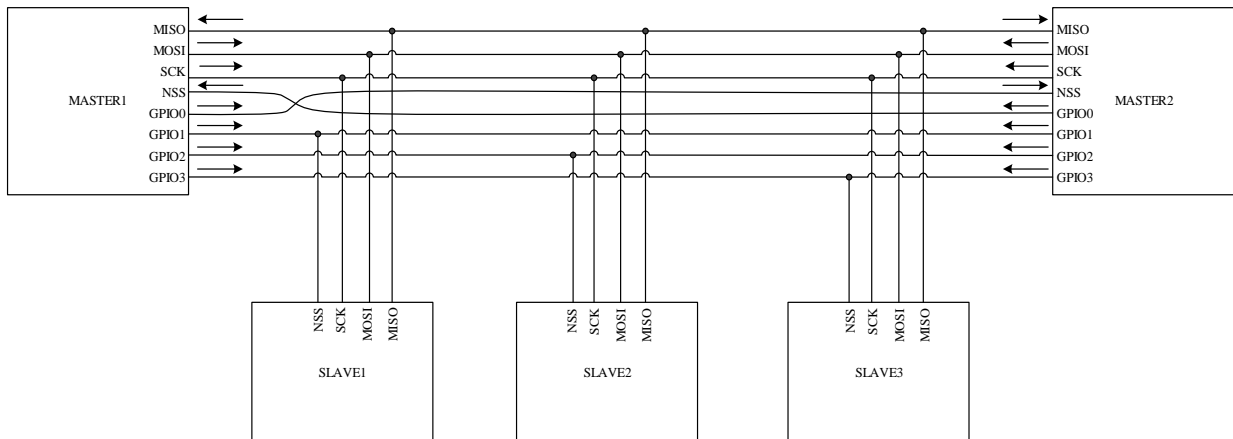 MISO
MOSI
SCK
NSS
GPIO0
GPIO1
GPIO2
GPIO3
MASTER1
MISO
MOSI
SCK
NSS
GPIO0
GPIO1
GPIO2
GPIO3
MASTER2
NSS
SCK
MOSI
MISO
SLAVE1
NSS
SCK
MOSI
MISO
SLAVE2
NSS
SCK
MOSI
MISO
SLAVE3